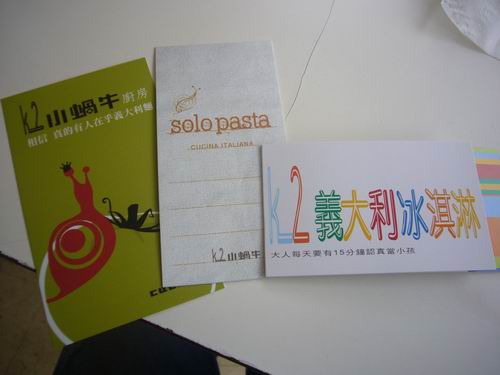 k2小蝸牛廚房
相信 真的有人在乎義大利麵
solo pasta
CUCINA ITALIANA
k2小蝸牛
k2義大利冰淇淋
大人每天要有15分鐘認真當小孩